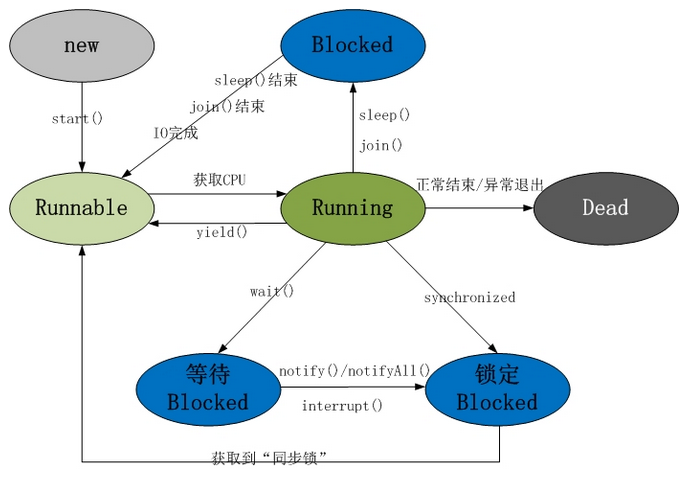 new
Blocked
sleep()结束
start()
join()结束
sleep()
IO完成
join()
获取CPU
正常结束/异常退出
Runnable
Running
Dead
yield()
wait()
synchronized
等待
Blocked
notify()/notifyAll()
interrupt()
锁定
Blocked
获取到“同步锁”